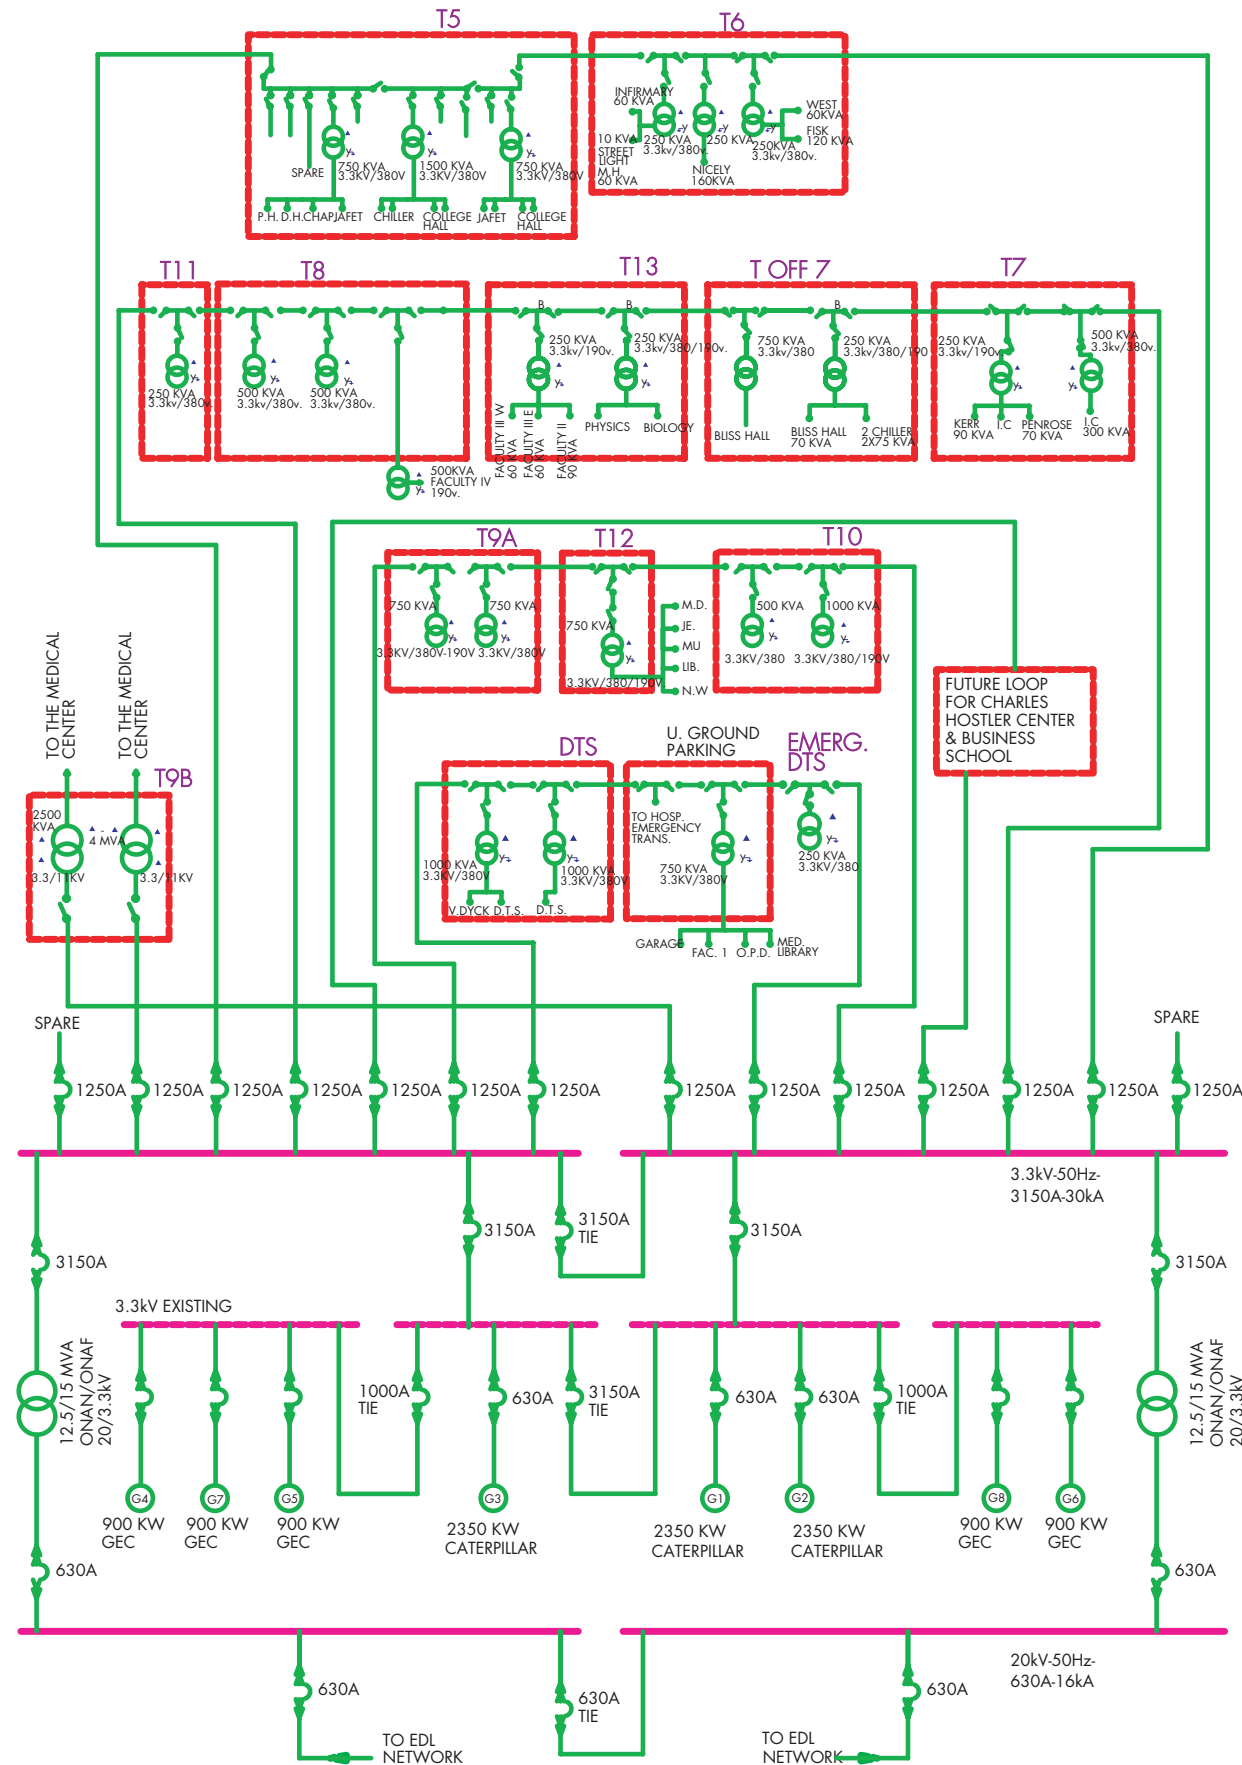 T5
T6
INFIRMARY
60 KVA
10 KVA
STREET
LIGHT
M.H.
60 KVA
250 KVA
3.3kv/380v.
250 KVA
250KVA
3.3kv/380v.
WEST
60KVA
FISK
120 KVA
NICELY
160KVA
SPARE
750 KVA
3.3KV/380V
1500 KVA
3.3KV/380V
750 KVA
3.3KV/380V
P.H. D.H. CHAP. JAFET
CHILLER
COLLEGE
HALL
JAFET
COLLEGE
HALL
T11
T8
T13
T OFF 7
T7
B
B
B
250 KVA
3.3kv/380v.
500 KVA
3.3kv/380v.
500 KVA
3.3kv/380v.
500KVA
FACULTY IV
190v.
250 KVA
3.3kv/190v.
250 KVA
3.3kv/380/190v.
FACULTY III W
60 KVA
FACULTY III E
60 KVA
FACULTY II
90 KVA
PHYSICS
BIOLOGY
750 KVA
3.3kv/380
250 KVA
3.3kv/380/190
BLISS HALL
BLISS HALL
70 KVA
2 CHILLER
2X75 KVA
250 KVA
3.3kv/190v.
500 KVA
3.3kv/380v.
KERR
90 KVA
I.C
PENROSE
70 KVA
I.C
300 KVA
T9A
T12
T10
750 KVA
3.3KV/380V-190V
750 KVA
3.3KV/380V
750 KVA
3.3KV/380/190V
M.D.
JE.
MU
LIB.
N.W
500 KVA
3.3KV/380
1000 KVA
3.3KV/380/190V
FUTURE LOOP
FOR CHARLES
HOSTLER CENTER
& BUSINESS
SCHOOL
TO THE MEDICAL
CENTER
TO THE MEDICAL
CENTER
T9B
2500
KVA
4 MVA
3.3/11KV
3.3/11KV
DTS
U. GROUND
PARKING
EMERG.
DTS
1000 KVA
3.3KV/380V
1000 KVA
3.3KV/380V
V.DYCK D.T.S.
D.T.S.
TO HOSP.
EMERGENCY
TRANS.
750 KVA
3.3KV/380V
250 KVA
3.3KV/380
GARAGE
FAC. 1
O.P.D.
MED.
LIBRARY
SPARE
SPARE
1250A
1250A
1250A
1250A
1250A
1250A
1250A
1250A
1250A
1250A
1250A
1250A
1250A
1250A
3.3kV-50Hz-
3150A-30kA
3150A
3150A
3150A
TIE
3150A
3150A
3.3kV EXISTING
12.5/15 MVA
ONAN/ONAF
20/3.3kV
1000A
TIE
630A
3150A
TIE
630A
630A
1000A
TIE
12.5/15 MVA
ONAN/ONAF
20/3.3kV
G4
G7
G5
G3
G1
G2
G8
G6
900 KW
GEC
900 KW
GEC
900 KW
GEC
2350 KW
CATERPILLAR
2350 KW
CATERPILLAR
2350 KW
CATERPILLAR
900 KW
GEC
900 KW
GEC
630A
630A
20kV-50Hz-
630A-16kA
630A
630A
TIE
630A
TO EDL
NETWORK
TO EDL
NETWORK